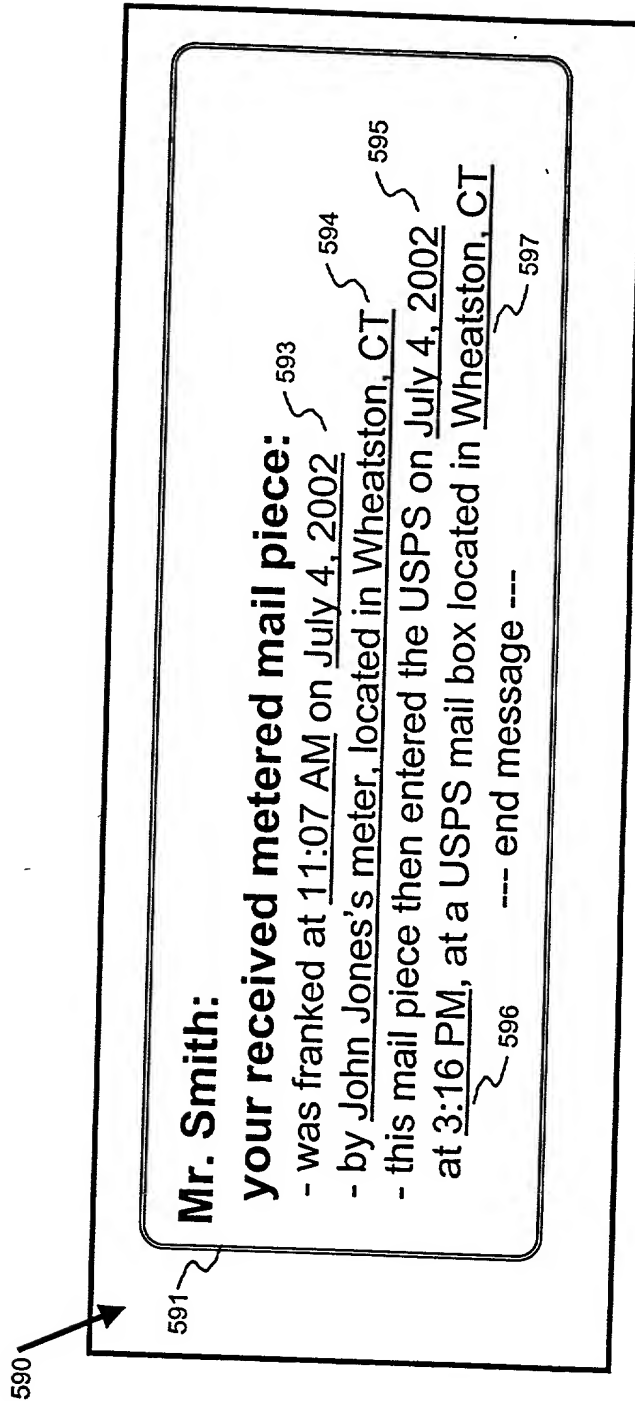 590
591
Mr. Smith:
your received metered mail piece:
593
- was franked at 11:07 AM on July 4, 2002
594
- by John Jones's meter, located in Wheatston, CT
595
- this mail piece then entered the USPS on July 4, 2002
at 3:16 PM, at a USPS mail box located in Wheatston, CT
596
--- end message ---
597